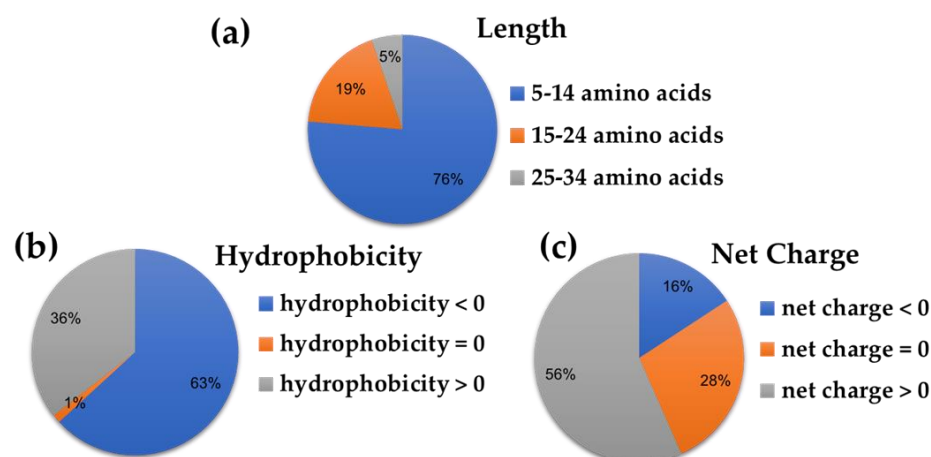 (a)
Length
5%
19%
76%
5-14 amino acids
15-24 amino acids
25-34 amino acids
(b)
Hydrophobicity
36%
1%
63%
hydrophobicity < 0
hydrophobicity = 0
hydrophobicity > 0
(c)
Net Charge
16%
28%
56%
net charge < 0
net charge = 0
net charge > 0